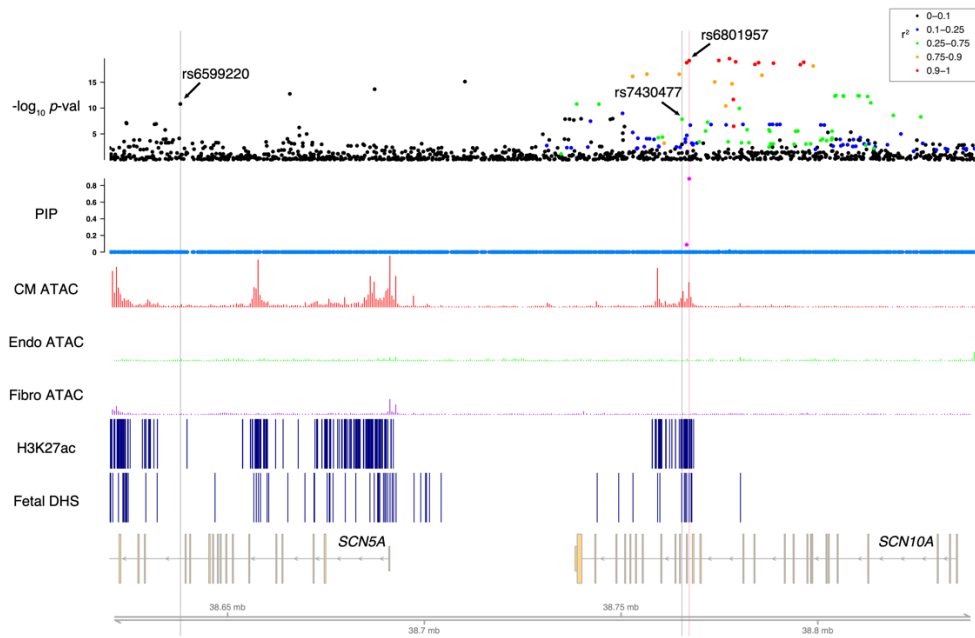 0–0.1
0.1–0.25
r²
0.25–0.75
0.75–0.9
0.9–1
rs6801957
rs6599220
rs7430477
-log₁₀ p-val
15
10
5
PIP
0.8
0.6
0.4
0.2
0
CM ATAC
Endo ATAC
Fibro ATAC
H3K27ac
Fetal DHS
SCN5A
SCN10A
38.65 mb
38.75 mb
38.7 mb
38.8 mb